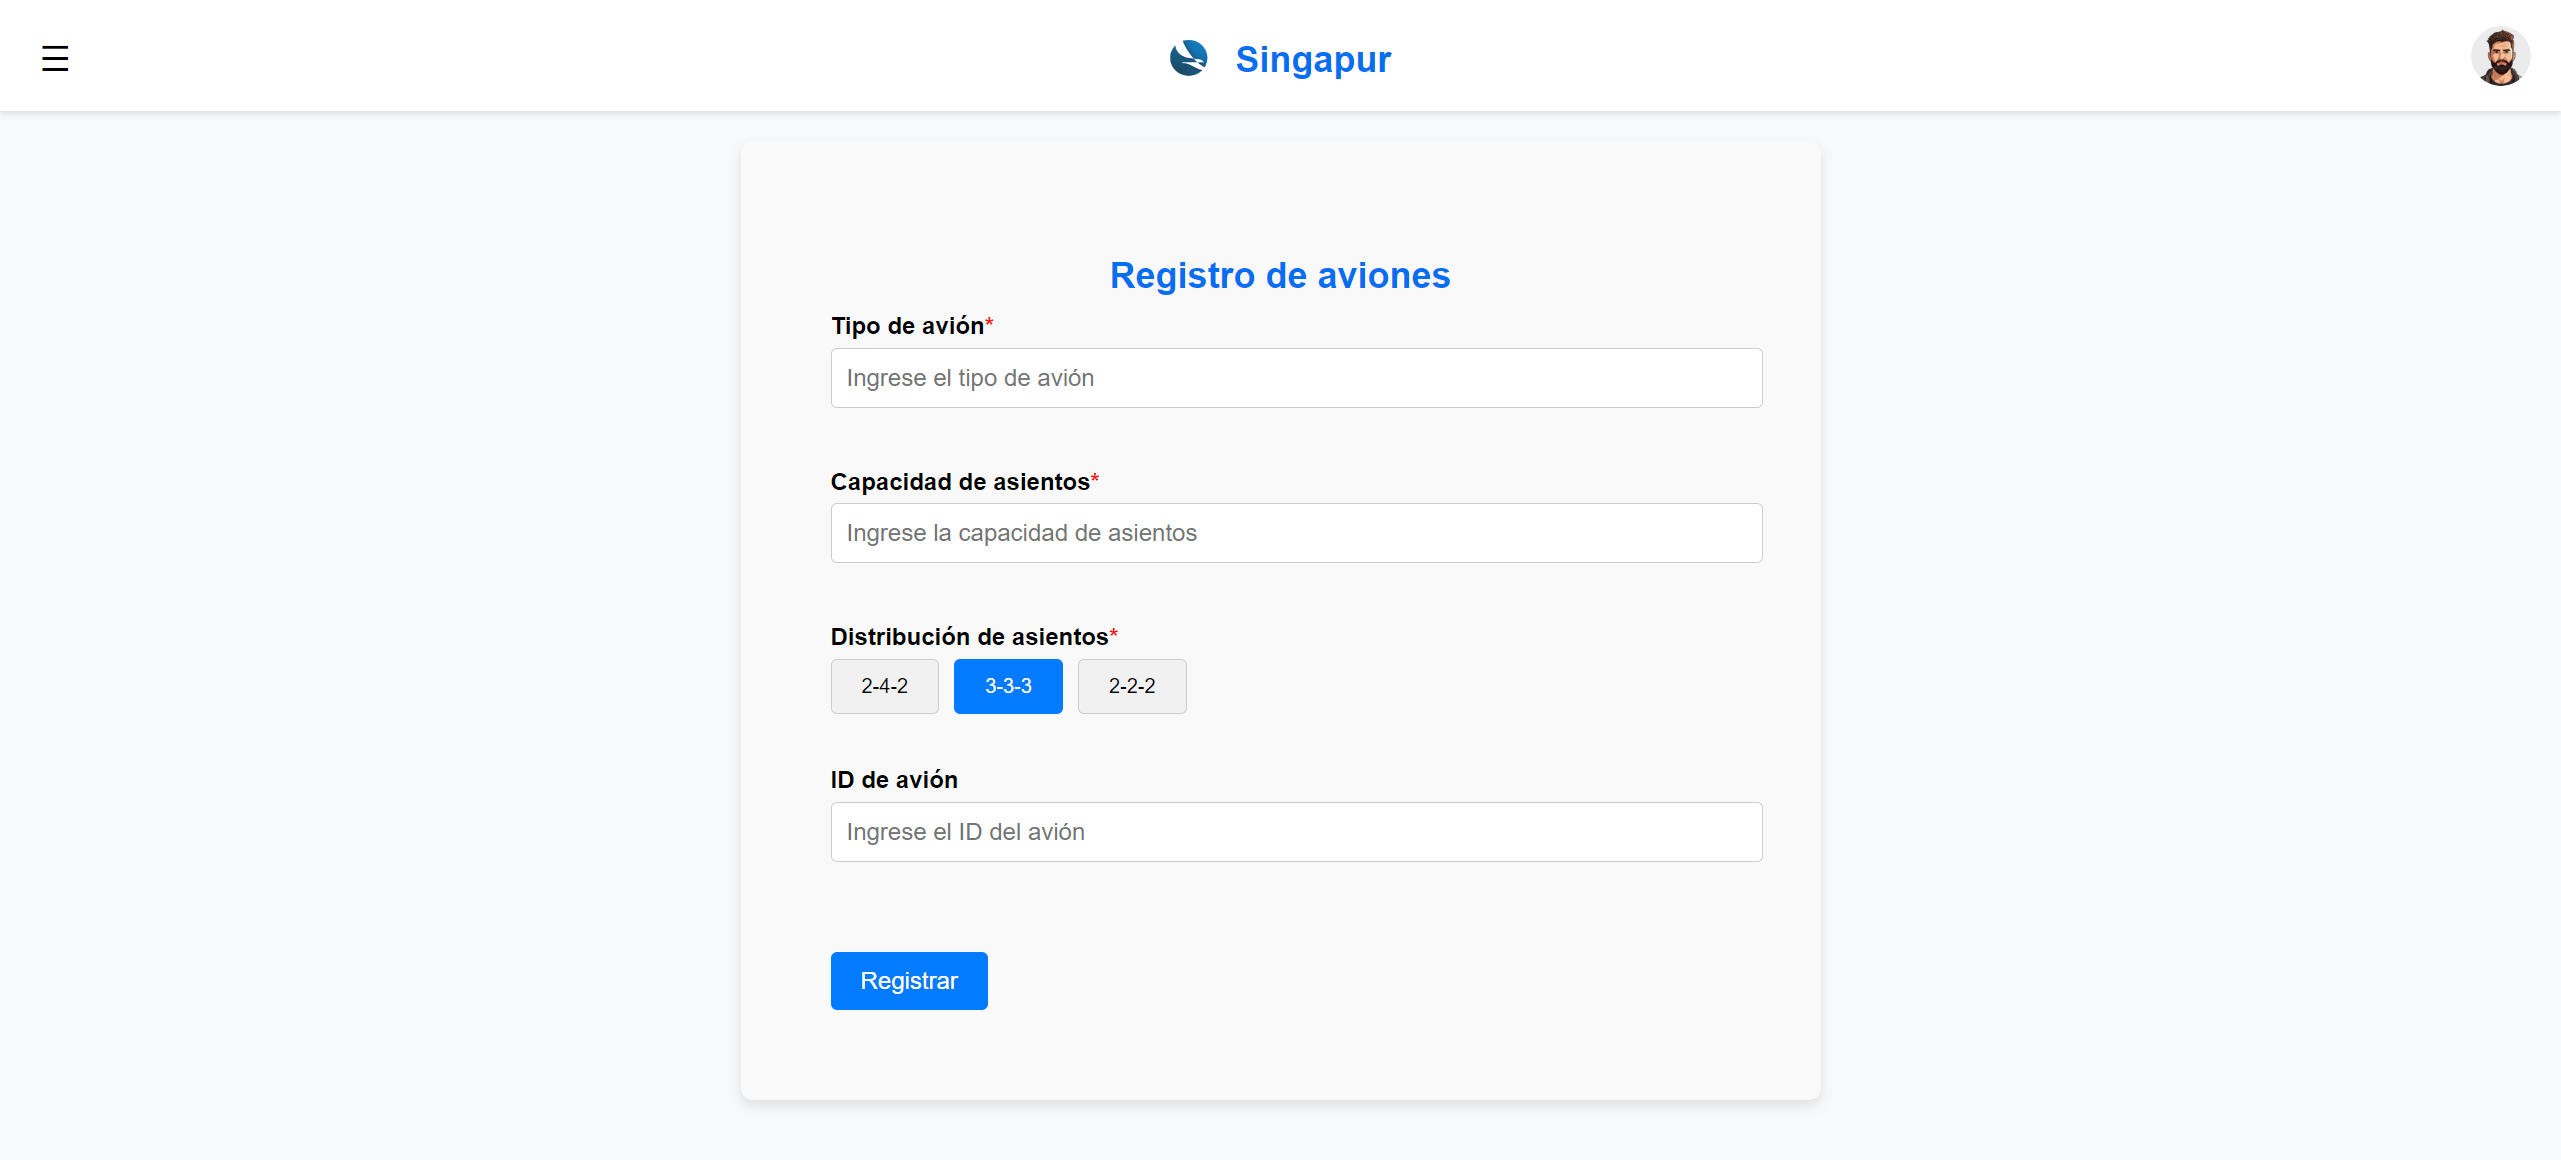 Singapur
Registro de aviones
Tipo de avión*
Ingrese el tipo de avión
Capacidad de asientos*
Ingrese la capacidad de asientos
Distribución de asientos*
2-4-2 3-3-3 2-2-2
ID de avión
Ingrese el ID del avión
Registrar